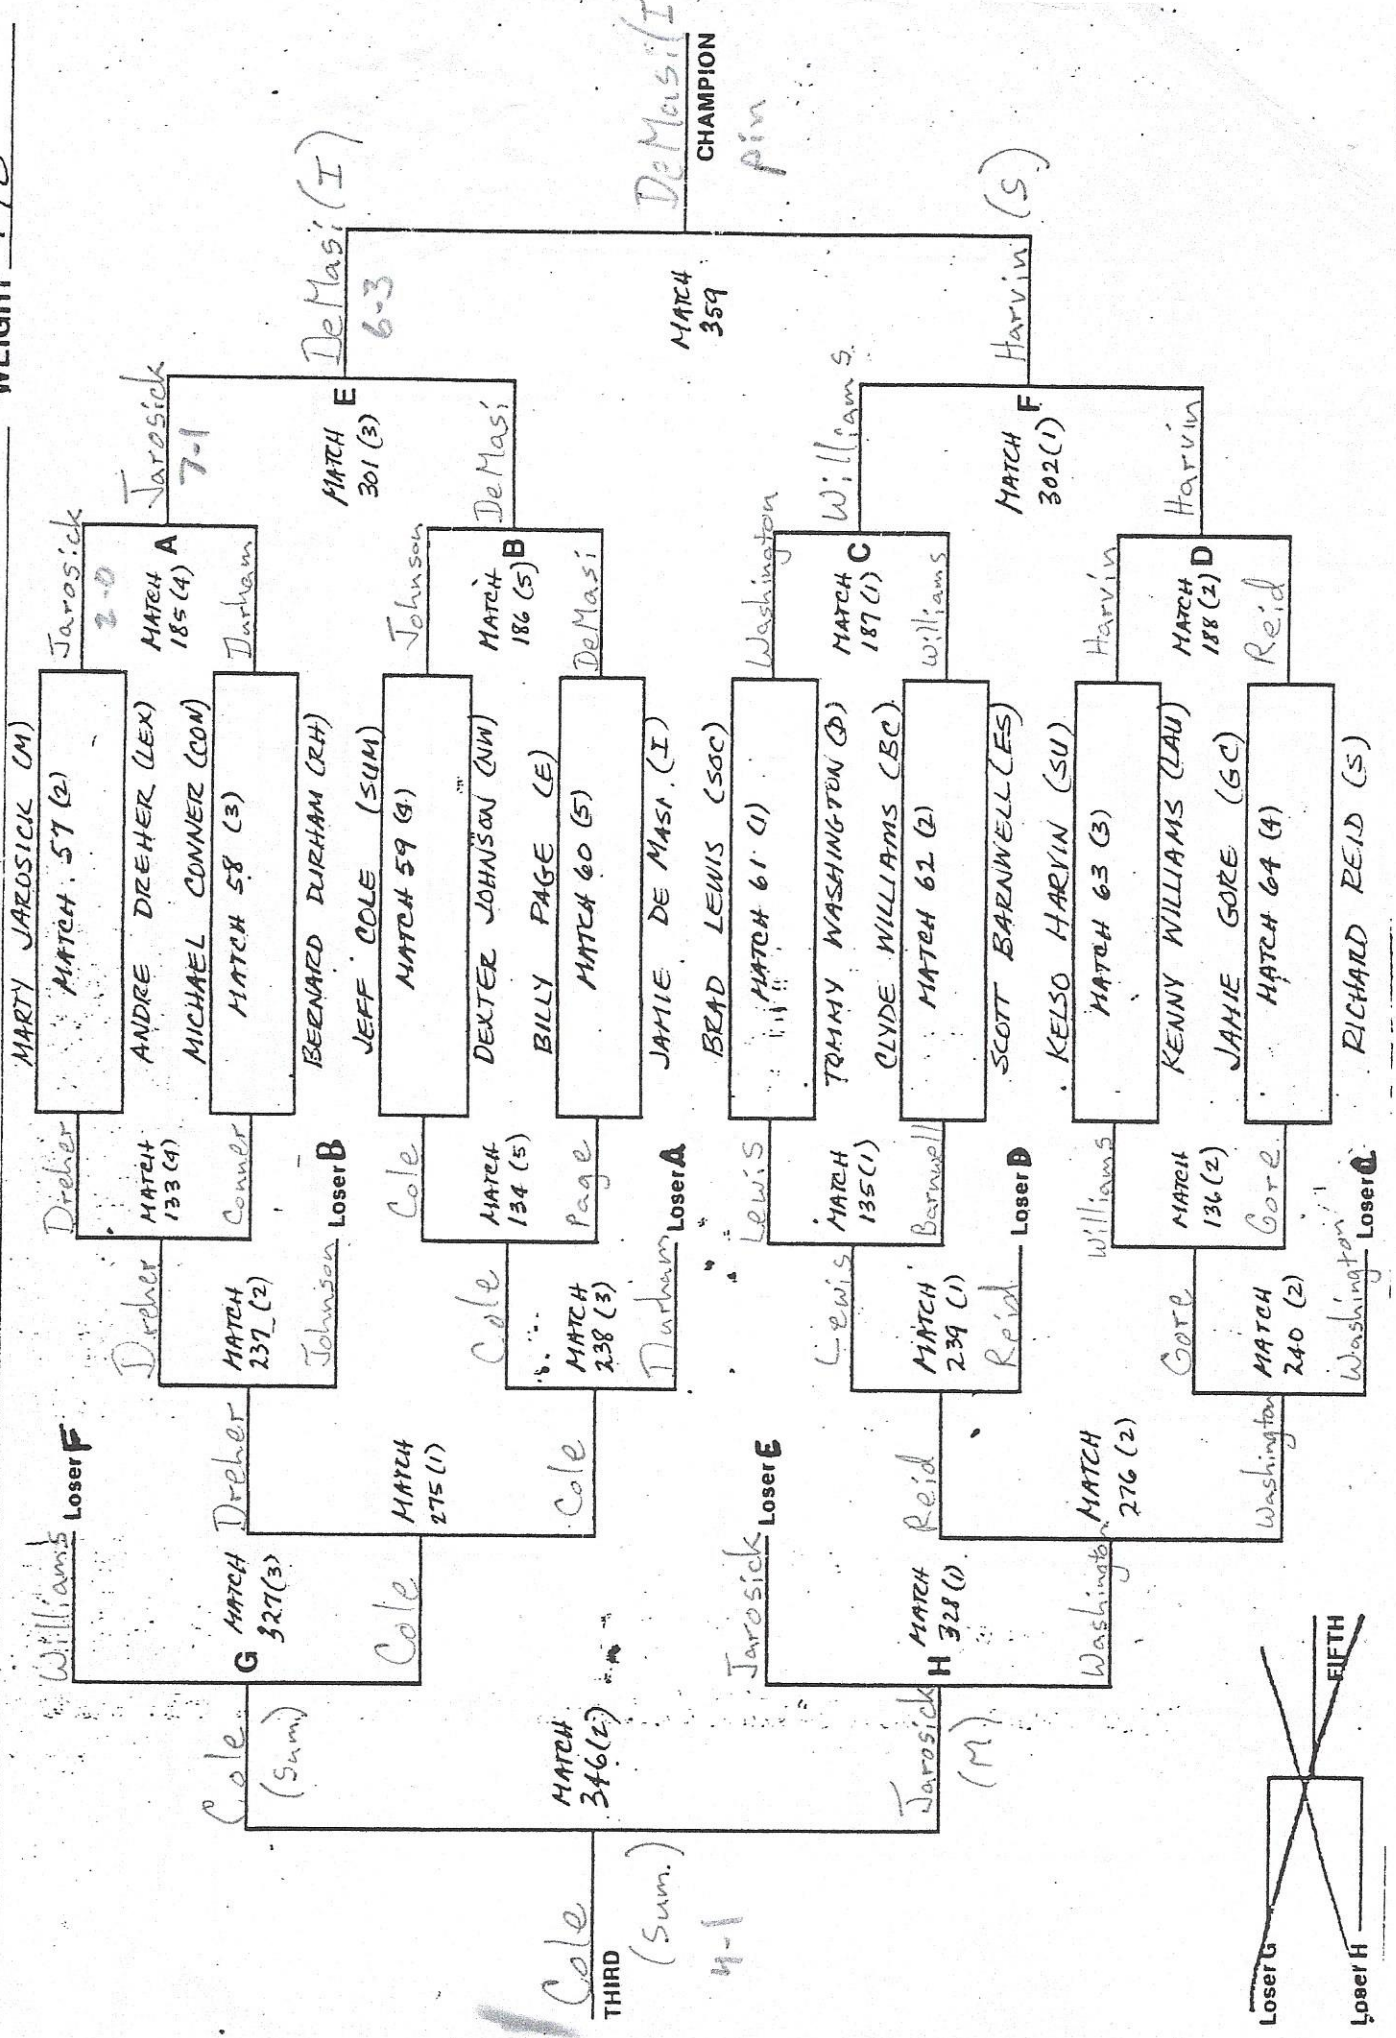 MARTY JAROSICK (M)
MATCH 57 (2)
ANDRE DREHER (LEX)
MICHAEL CONNER (CON)
MATCH 58 (3)
BERNARD DURHAM (RH)
JEFF COLE (SUM)
MATCH 59 (4)
DEXTER JOHNSON (NW)
BILLY PAGE (E)
MATCH 60 (5)
JAMIE DE MASI (I)
BRAD LEWIS (SOC)
MATCH 61 (1)
TOMMY WASHINGTON (D)
CLYDE WILLIAMS (BC)
MATCH 62 (2)
SCOTT BARNWELL (ES)
KELSO HARVIN (SU)
MATCH 63 (3)
KENNY WILLIAMS (LAU)
JAMIE GORE (GC)
MATCH 64 (4)
RICHARD REID (S)
Jarosick
2-0
MATCH
185 (4)
A
Durham
Johnson
MATCH
186 (5)
B
DeMasi
Washington
MATCH
187 (1)
C
Williams
Harvin
MATCH
188 (2)
D
Reid
WEIGHT
Jarosick
7-1
MATCH
301 (3)
E
DeMasi
Williams
MATCH
302 (1)
F
Harvin
DeMasi (I)
6-3
MATCH
359
Harvin (S)
DeMasi (I
CHAMPION
pin
Dreher
MATCH
133 (4)
Conner
Loser B
Cole
MATCH
134 (5)
Page
Loser A
Lewis
MATCH
135 (1)
Barnwell
Loser D
Williams
MATCH
136 (2)
Gore
Loser C
Dreher
MATCH
237 (2)
Johnson
Cole
MATCH
238 (3)
Durham
Lewis
MATCH
239 (1)
Reid
Gore
MATCH
240 (2)
Washington
Loser F
Dreher
MATCH
275 (1)
Cole
Loser E
Reid
MATCH
276 (2)
Washington
Williams
G
MATCH
327 (3)
Cole
Jarosick
H
MATCH
328 (1)
Washington
Cole
(Sum)
MATCH
346 (2)
Jarosick
(M)
Cole
THIRD
(Sum.)
4-1
Loser G
Loser H
FIFTH